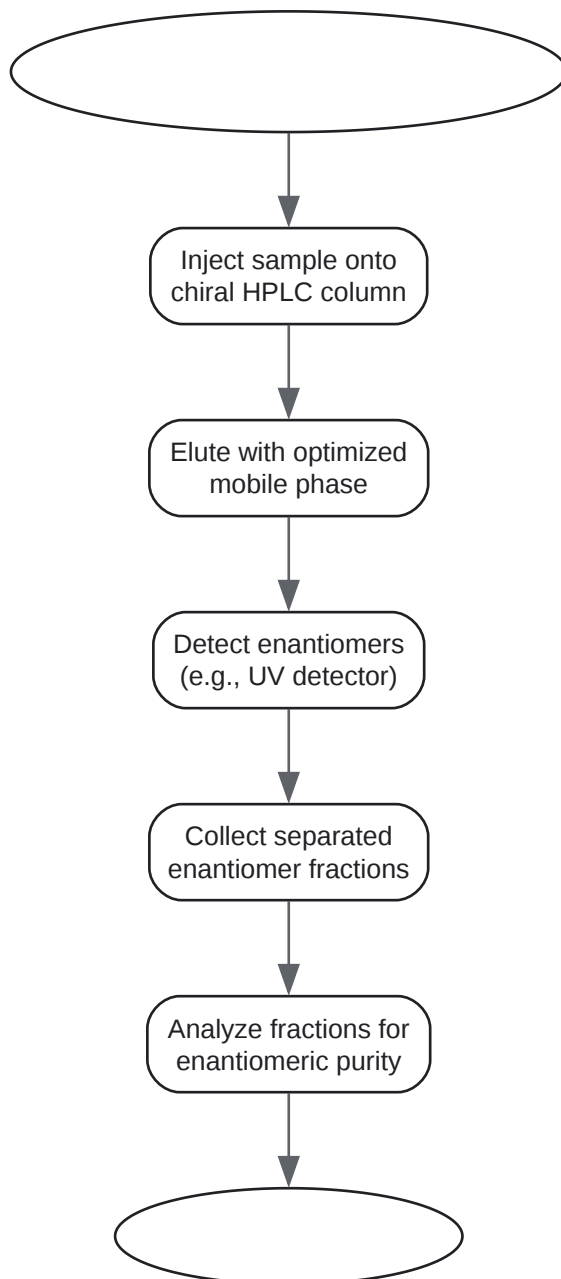 Inject sample onto
chiral HPLC column
Elute with optimized
mobile phase
Detect enantiomers
(e.g., UV detector)
Collect separated
enantiomer fractions
Analyze fractions for
enantiomeric purity